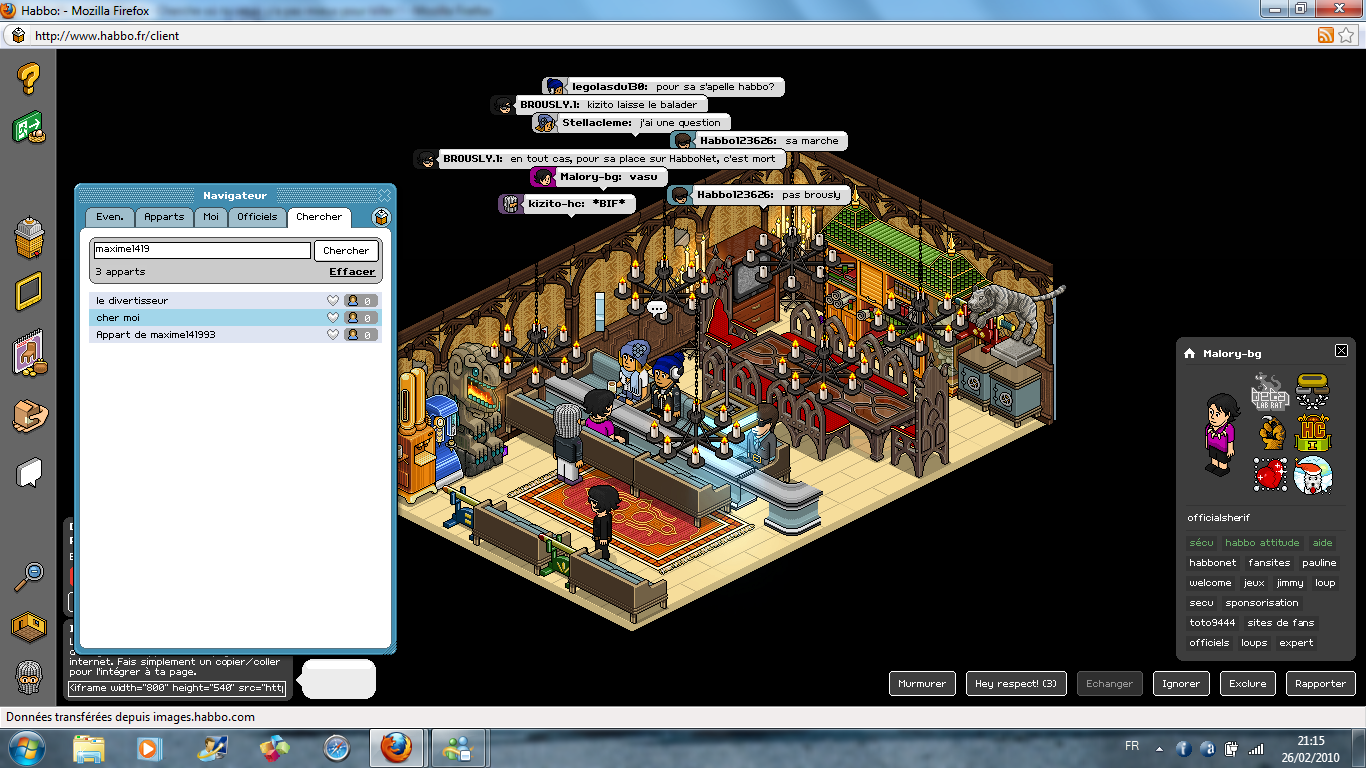 Habbo: - Mozilla Firefox
http://www.habbo.fr/client
legolasdu130: pour sa s'apelle habbo?
BROUSLY.1: kizito laisse le balader
Stellacleme: j'ai une question
Habbo123626: sa marche
BROUSLY.1: en tout cas, pour sa place sur HabboNet, c'est mort
Malory-bg: vasu
Habbo123626: pas brously
kizito-hc: *BIF*
Navigateur
Even.
Apparts
Moi
Officiels
Chercher
maxime1419
Chercher
3 apparts
Effacer
le divertisseur
0
cher moi
0
Appart de maxime141993
0
internet. Fais simplement un copier/coller
pour l'intégrer à ta page.
<iframe width="800" height="540" src="htt
Malory-bg
beta
LAB RAT
HC
officialsherif
sécu habbo attitude aide
habbonet fansites pauline
welcome jeux jimmy loup
secu sponsorisation
toto9444 sites de fans
officiels loups expert
Murmurer
Hey respect! (3)
Echanger
Ignorer
Exclure
Rapporter
Données transférées depuis images.habbo.com
FR
21:15
26/02/2010